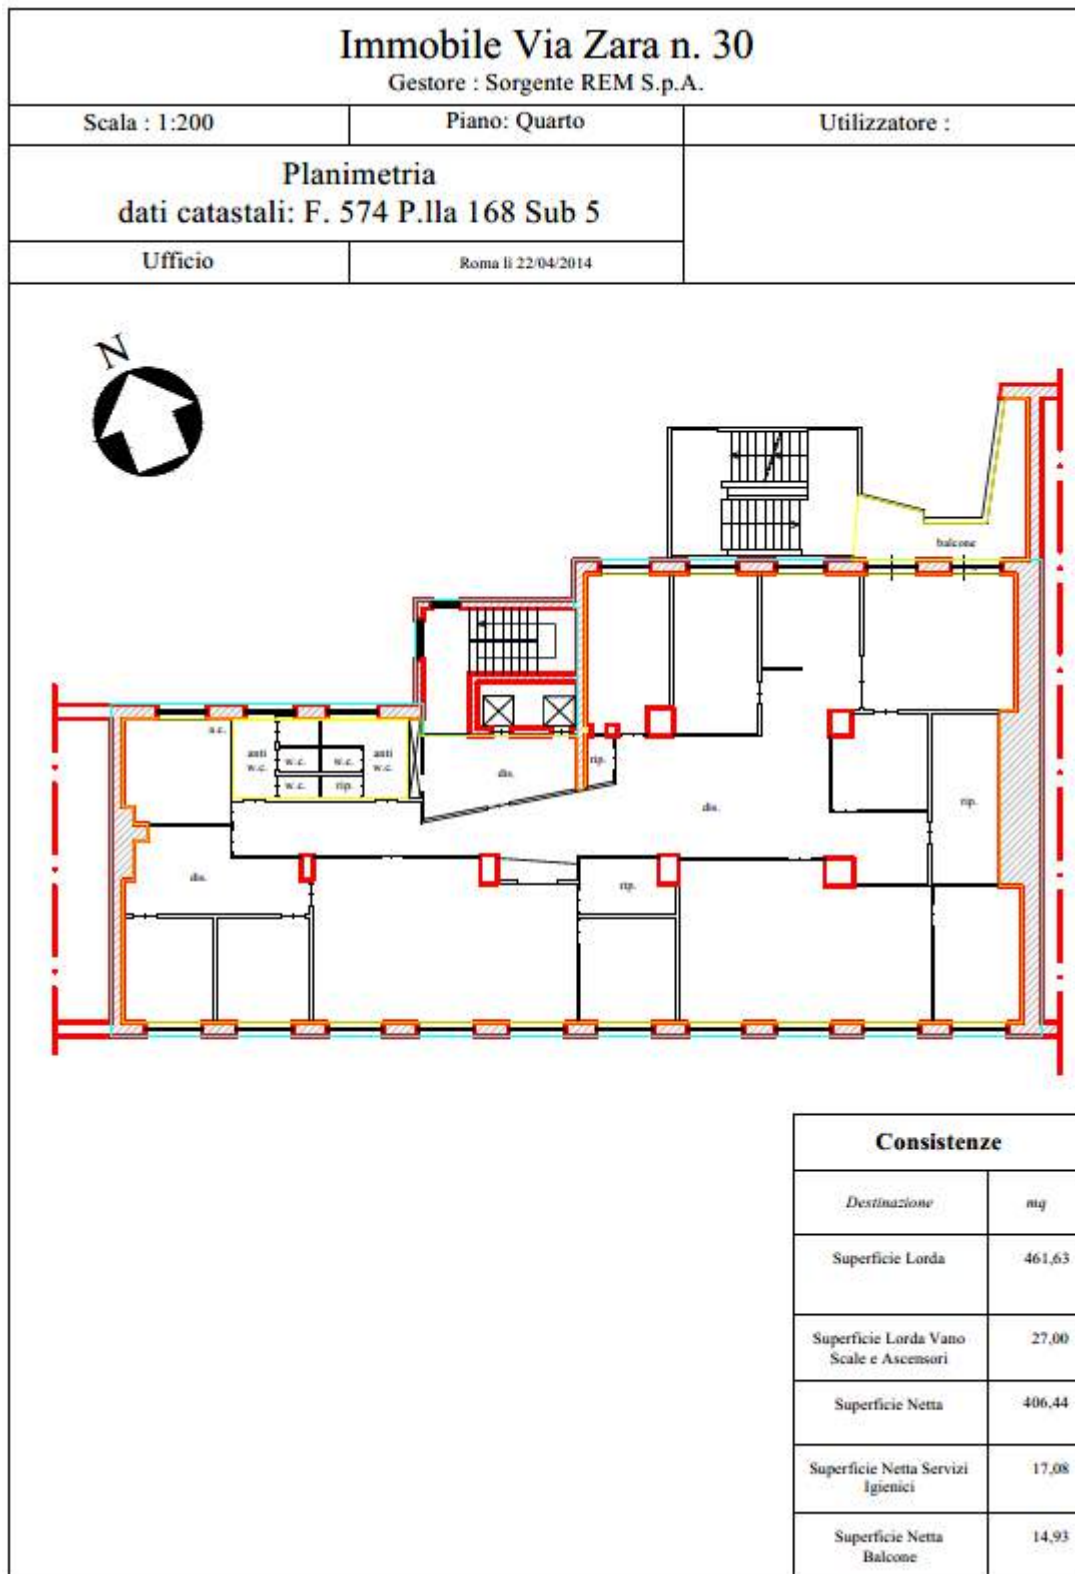 Immobile Via Zara n. 30
Gestore : Sorgente REM S.p.A.
Scala : 1:200
Piano: Quarto
Utilizzatore :
Planimetria
dati catastali: F. 574 P.lla 168 Sub 5
Ufficio
Roma li 22/04/2014
N
balcone
a.c.
anti
w.c.
w.c.
w.c.
anti
w.c.
w.c.
rip.
dis.
rip.
dis.
rip.
dis.
rip.
Consistenze
Destinazione
mq
Superficie Lorda
461,63
Superficie Lorda Vano
Scale e Ascensori
27,00
Superficie Netta
406,44
Superficie Netta Servizi
Igienici
17,08
Superficie Netta
Balcone
14,93